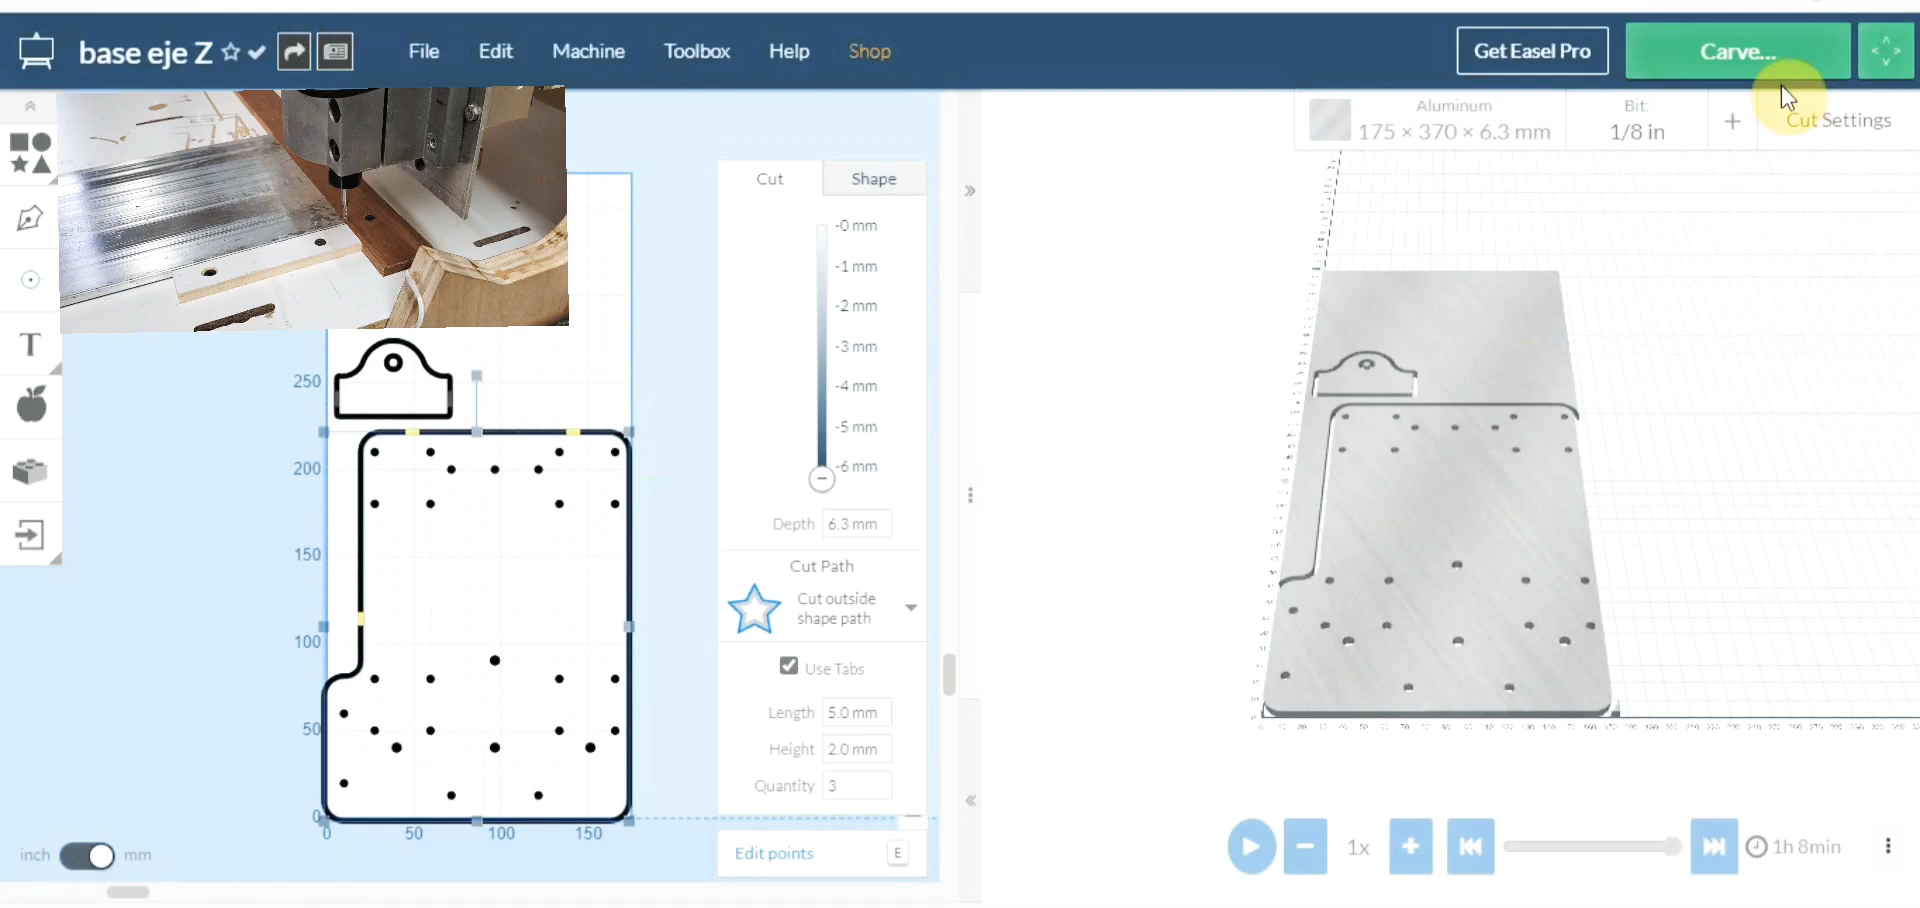 base eje Z
File Edit Machine Toolbox Help Shop
Get Easel Pro
Carve...
Aluminum
175 × 370 × 6.3 mm
Bit:
1/8 in
+
Cut Settings
T
250
200
150
100
50
0
0 50 100 150
inch mm
Cut Shape
-0 mm
-1 mm
-2 mm
-3 mm
-4 mm
-5 mm
-6 mm
Depth 6.3 mm
Cut Path
Cut outside
shape path
Use Tabs
Length 5.0 mm
Height 2.0 mm
Quantity 3
Edit points E
1x
1h 8min